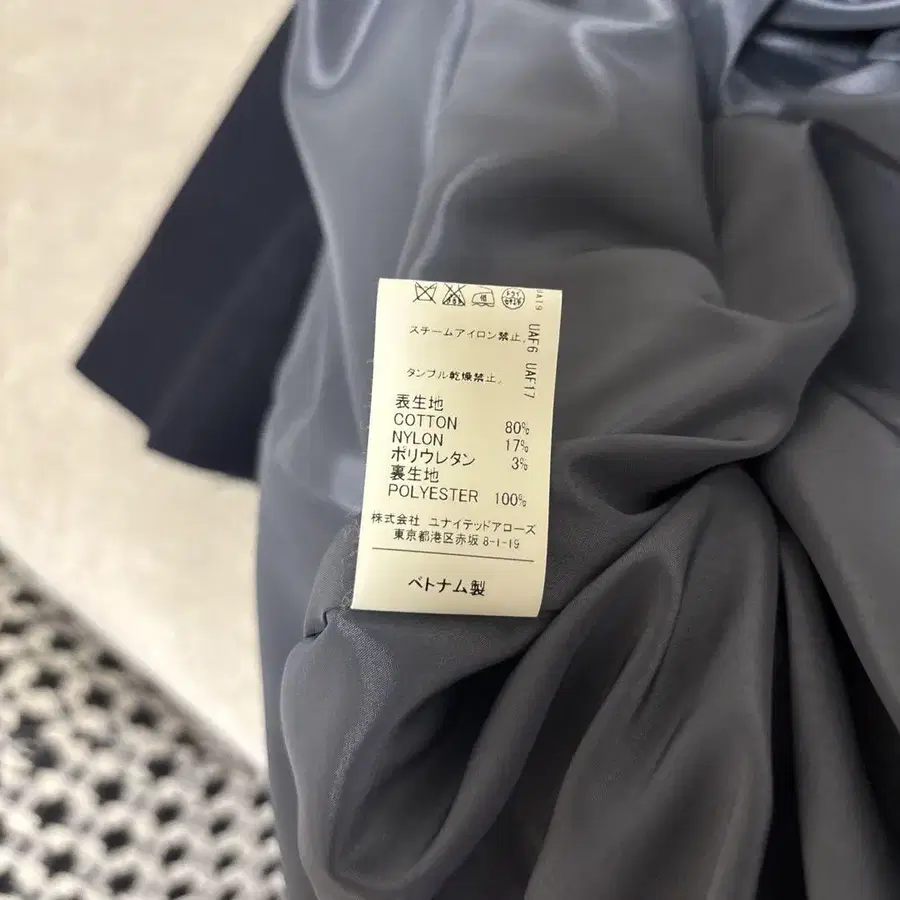 スチームアイロン禁止。
タンブル乾燥禁止。
表生地
COTTON 80%
NYLON 17%
ポリウレタン 3%
裏生地
POLYESTER 100%
株式会社 ユナイテッドアローズ
東京都港区赤坂 8-1-19
ベトナム製
UA19 UAF6 UAF17